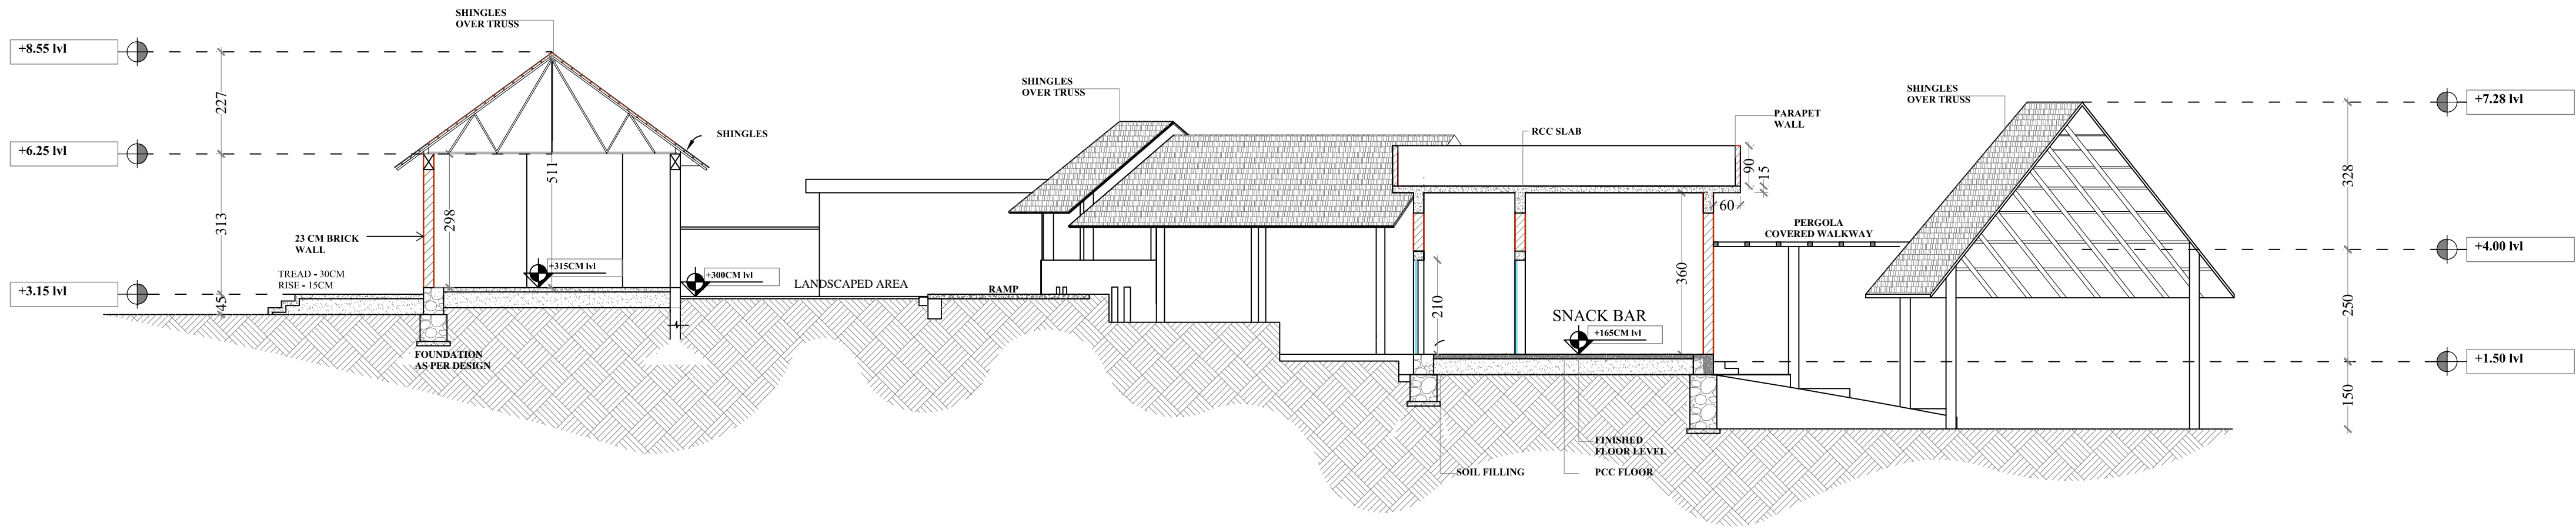 SHINGLES
OVER TRUSS
+8.55 lvl
227
+6.25 lvl
SHINGLES
511
298
313
23 CM BRICK
WALL
+315CM lvl
+300CM lvl
TREAD - 30CM
RISE - 15CM
+3.15 lvl
45
LANDSCAPED AREA
RAMP
FOUNDATION
AS PER DESIGN
SHINGLES
OVER TRUSS
RCC SLAB
PARAPET
WALL
90
15
60
360
210
SNACK BAR
+165CM lvl
FINISHED
FLOOR LEVEL
SOIL FILLING
PCC FLOOR
PERGOLA
COVERED WALKWAY
SHINGLES
OVER TRUSS
+7.28 lvl
328
+4.00 lvl
250
+1.50 lvl
150